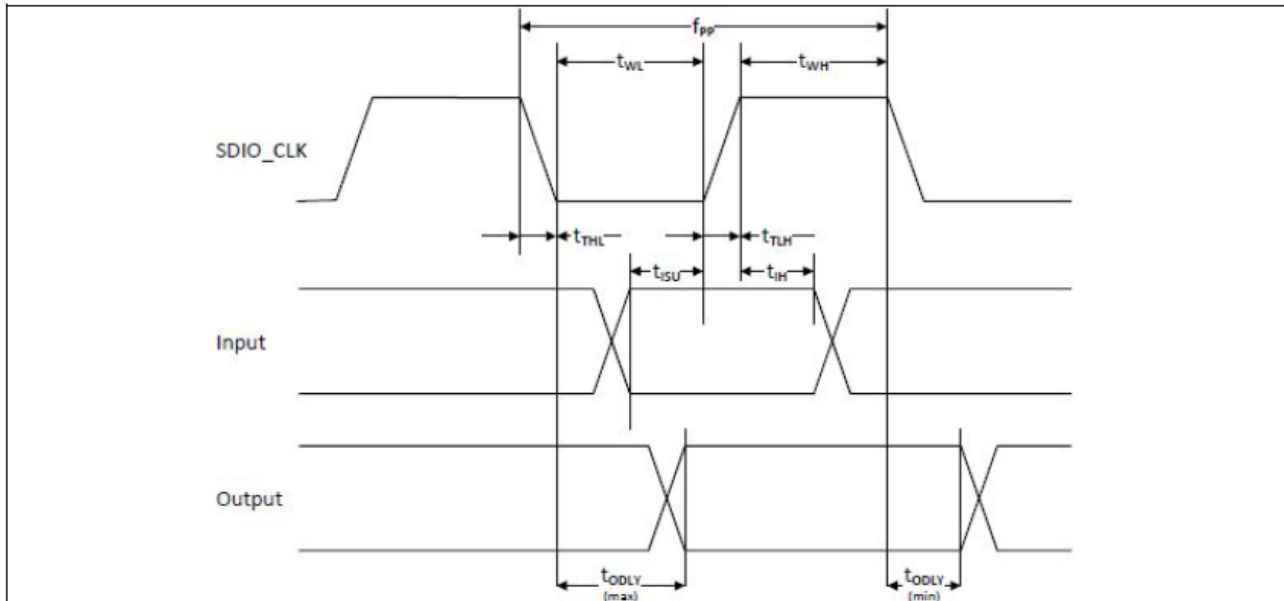 fPP
tWL
tWH
SDIO_CLK
tTHL
tTLH
tISU
tIH
Input
Output
tODLY
(max)
tODLY
(min)